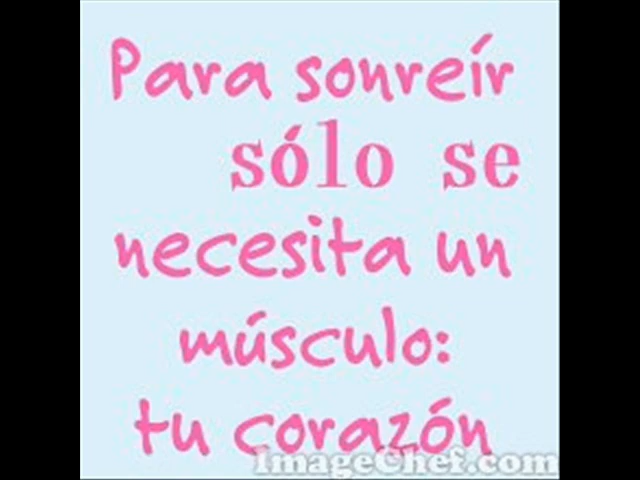 Para sonreír
sólo se
necesita un
músculo:
tu corazón
ImageChef.com